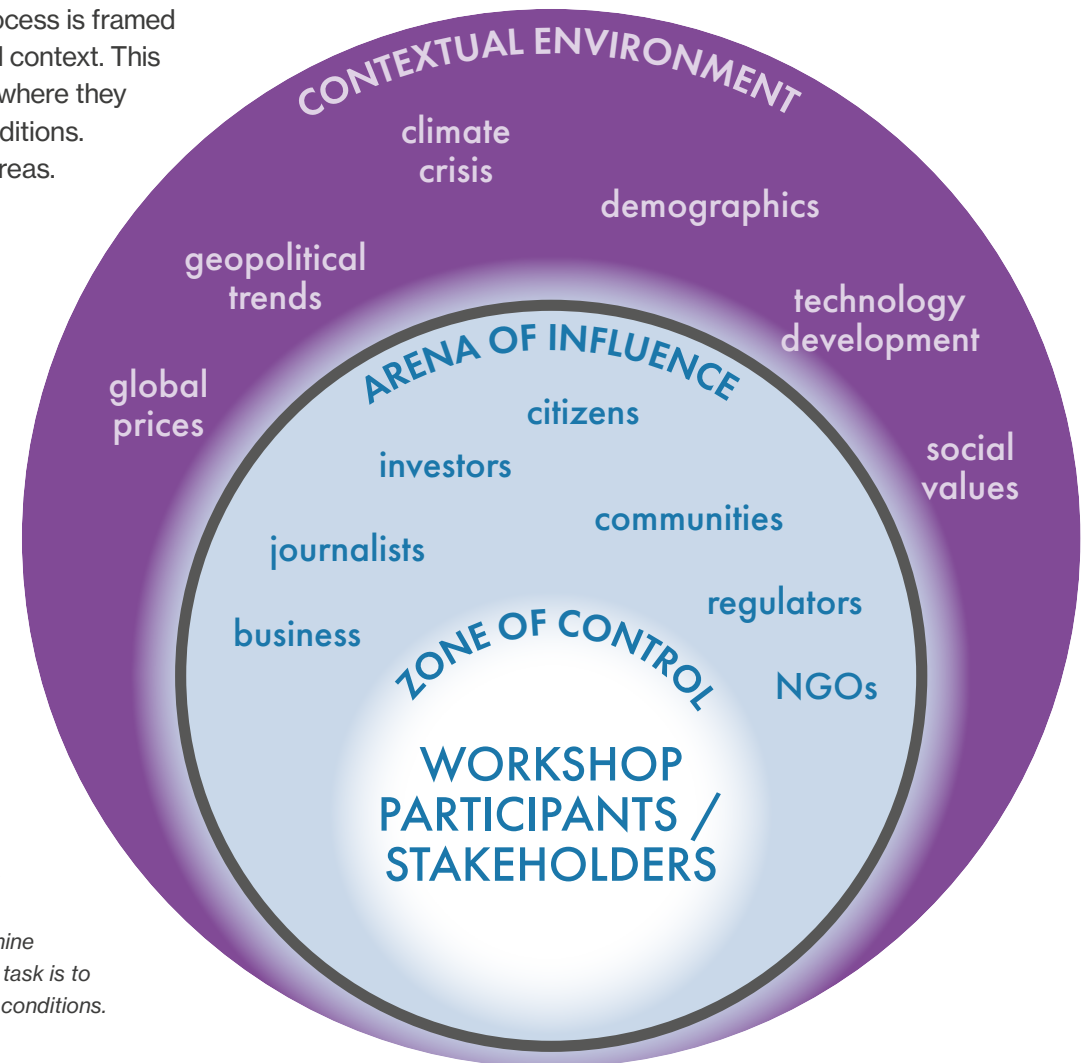 ocess is framed
context. This
where they
ditions.
reas.
CONTEXTUAL ENVIRONMENT
climate
crisis
demographics
geopolitical
trends
technology
development
global
prices
social
values
ARENA OF INFLUENCE
citizens
investors
communities
journalists
regulators
business
NGOs
ZONE OF CONTROL
WORKSHOP
PARTICIPANTS /
STAKEHOLDERS
nine
task is to
conditions.